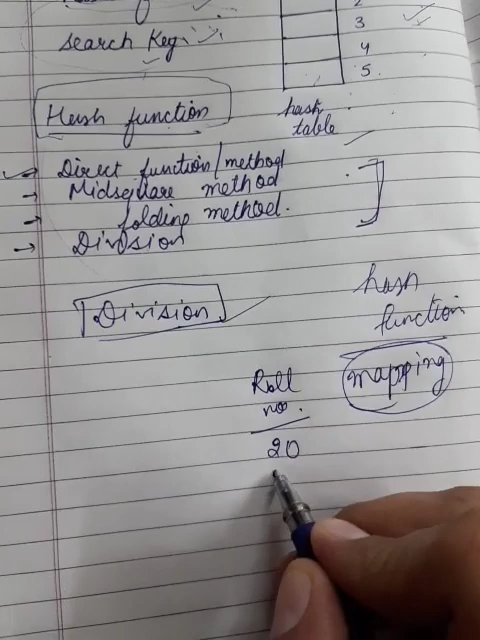 search Key
2
3
4
5.
hash
table
Hash function
Direct function/method
Midsquare method
folding method.
Division
Division
hash
function
mapping
Roll
no.
20